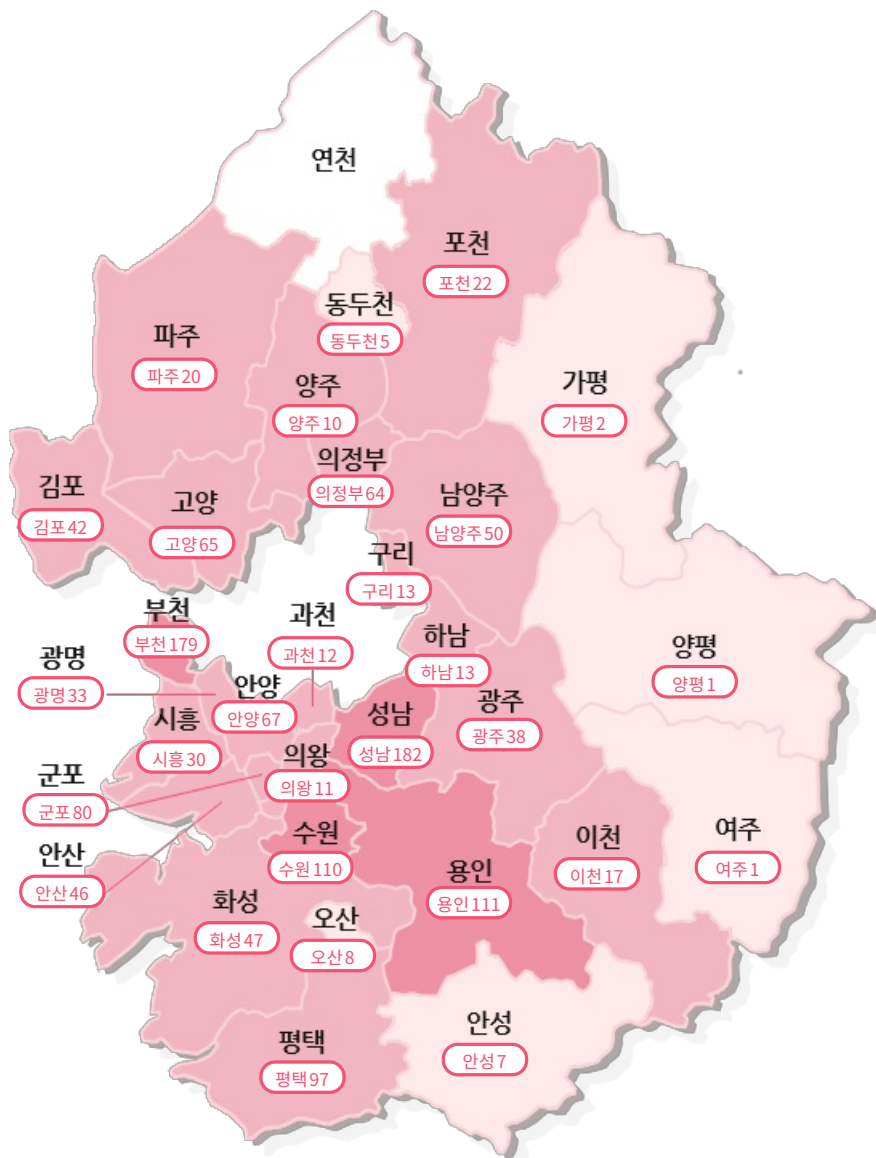 연천
포천
포천22
동두천
동두천5
파주
파주20
양주
양주10
가평
가평2
의정부
의정부64
김포
김포42
고양
고양65
남양주
남양주50
구리
구리13
부천
부천179
과천
과천12
하남
하남13
양평
양평1
광명
광명33
안양
안양67
시흥
시흥30
성남
성남182
광주
광주38
의왕
의왕11
군포
군포80
수원
수원110
이천
이천17
여주
여주1
안산
안산46
용인
용인111
화성
화성47
오산
오산8
안성
안성7
평택
평택97